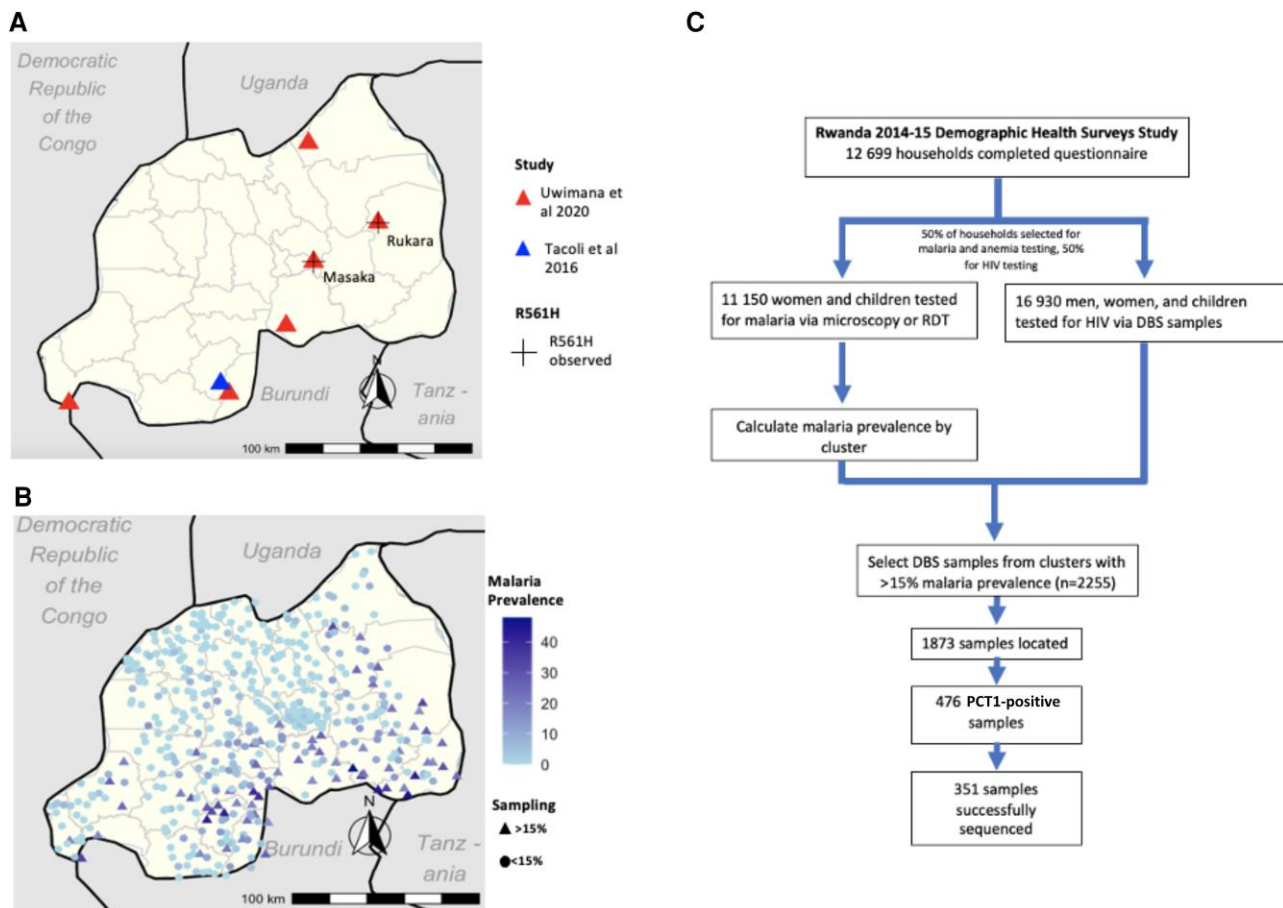 A
Democratic
Republic
of the
Congo
Uganda
Rukara
Masaka
Burundi
Tanz -
ania
N
100 km
Study
Uwimana et
al 2020
Tacoli et al
2016
R561H
R561H
observed
B
Democratic
Republic
of the
Congo
Uganda
Burundi
Tanz -
ania
N
100 km
Malaria
Prevalence
40
30
20
10
0
Sampling
>15%
<15%
C
Rwanda 2014-15 Demographic Health Surveys Study
12 699 households completed questionnaire
50% of households selected for
malaria and anemia testing, 50%
for HIV testing
11 150 women and children tested
for malaria via microscopy or RDT
16 930 men, women, and children
tested for HIV via DBS samples
Calculate malaria prevalence by
cluster
Select DBS samples from clusters with
>15% malaria prevalence (n=2255)
1873 samples located
476 PCT1-positive
samples
351 samples
successfully
sequenced